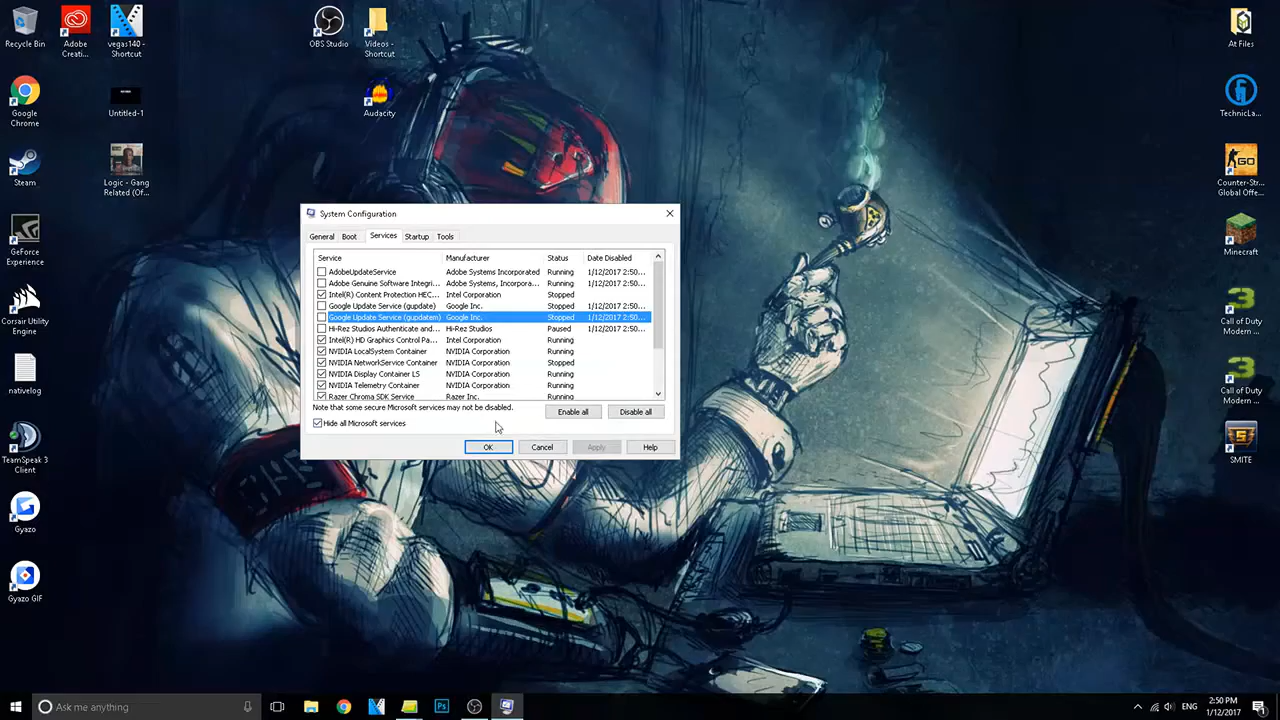 Recycle Bin
Adobe
Creati...
vegas140 -
Shortcut
OBS Studio
Videos -
Shortcut
At Files
Google
Chrome
Untitled-1
Audacity
TechnicLa...
Steam
Logic - Gang
Related (Of...
Counter-Str...
Global Offe...
GeForce
Experience
Minecraft
Corsair Utility
Engine
Call of Duty
Modern ...
nativelog
Call of Duty
Modern ...
TeamSpeak 3
Client
SMITE
Gyazo
Gyazo GIF
System Configuration
General Boot Services Startup Tools
Service Manufacturer Status Date Disabled
AdobeUpdateService Adobe Systems Incorporated Running 1/12/2017 2:50...
Adobe Genuine Software Integri... Adobe Systems, Incorpora... Running 1/12/2017 2:50...
Intel(R) Content Protection HEC... Intel Corporation Stopped
Google Update Service (gupdate) Google Inc. Stopped 1/12/2017 2:50...
Google Update Service (gupdatem) Google Inc. Stopped 1/12/2017 2:50...
Hi-Rez Studios Authenticate and... Hi-Rez Studios Paused 1/12/2017 2:50...
Intel(R) HD Graphics Control Pa... Intel Corporation Running
NVIDIA LocalSystem Container NVIDIA Corporation Running
NVIDIA NetworkService Container NVIDIA Corporation Stopped
NVIDIA Display Container LS NVIDIA Corporation Running
NVIDIA Telemetry Container NVIDIA Corporation Running
Razer Chroma SDK Service Razer Inc. Running
Note that some secure Microsoft services may not be disabled.
Enable all Disable all
Hide all Microsoft services
OK Cancel Apply Help
Ask me anything
Ps
ENG
2:50 PM
1/12/2017